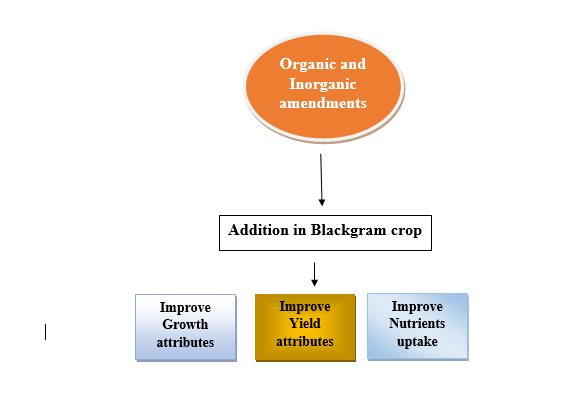 Organic and
Inorganic
amendments
Addition in Blackgram crop
Improve
Growth
attributes
Improve
Yield
attributes
Improve
Nutrients
uptake